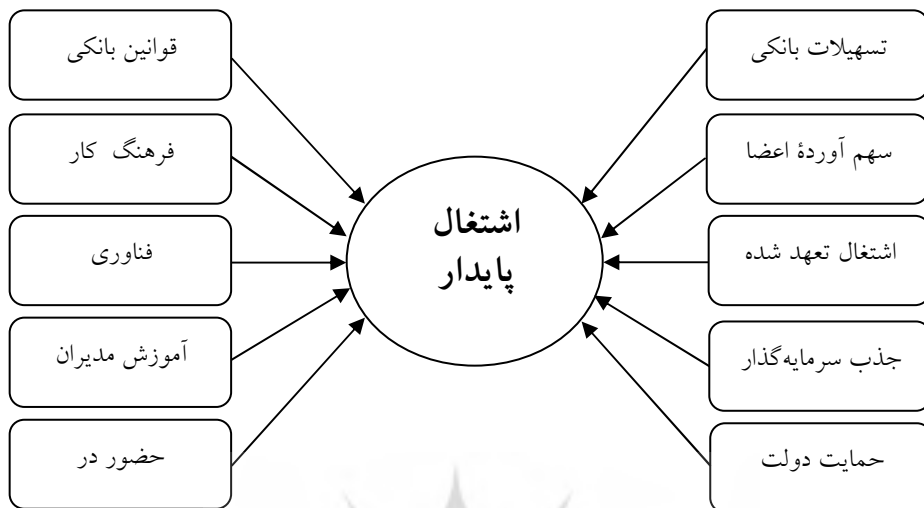 تسهیلات بانکی
قوانین بانکی
سهم آوردۀ اعضا
فرهنگ کار
اشتغال
پایدار
اشتغال تعهد شده
فناوری
جذب سرمایه‌گذار
آموزش مدیران
حمایت دولت
حضور در